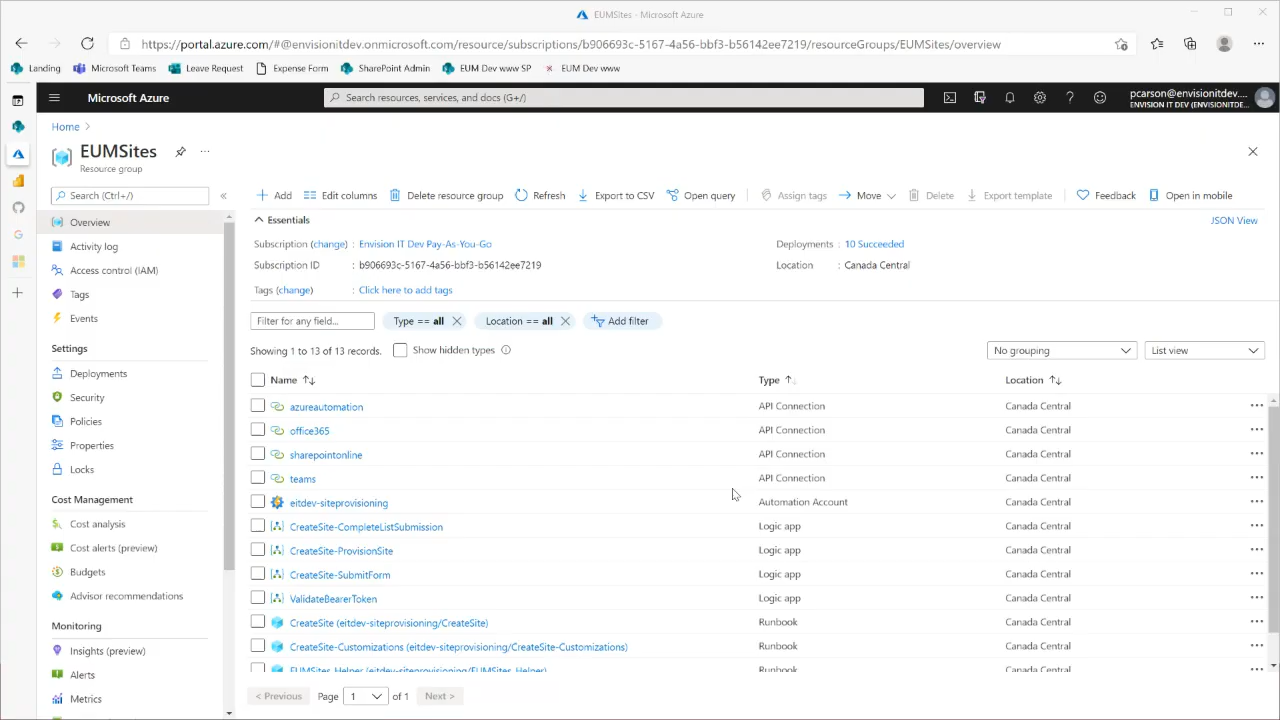 EUMSites - Microsoft Azure
https://portal.azure.com/#@envisionitdev.onmicrosoft.com/resource/subscriptions/b906693c-5167-4a56-bbf3-b56142ee7219/resourceGroups/EUMSites/overview
Landing Microsoft Teams Leave Request Expense Form SharePoint Admin EUM Dev www SP EUM Dev www
Microsoft Azure Search resources, services, and docs (G+/) pcarson@envisionitdev....
ENVISION IT DEV (ENVISIONITDE...
Home >
EUMSites ...
Resource group
Search (Ctrl+/) « Add Edit columns Delete resource group Refresh Export to CSV Open query Assign tags Move Delete Export template Feedback Open in mobile
Overview
Activity log
Access control (IAM)
Tags
Events
Settings
Deployments
Security
Policies
Properties
Locks
Cost Management
Cost analysis
Cost alerts (preview)
Budgets
Advisor recommendations
Monitoring
Insights (preview)
Alerts
Metrics
Essentials JSON View
Subscription (change) : Envision IT Dev Pay-As-You-Go Deployments : 10 Succeeded
Subscription ID : b906693c-5167-4a56-bbf3-b56142ee7219 Location : Canada Central
Tags (change) : Click here to add tags
Filter for any field... Type == all Location == all Add filter
Showing 1 to 13 of 13 records. Show hidden types No grouping List view
Name Type Location
azureautomation API Connection Canada Central ...
office365 API Connection Canada Central ...
sharepointonline API Connection Canada Central ...
teams API Connection Canada Central ...
eitdev-siteprovisioning Automation Account Canada Central ...
CreateSite-CompleteListSubmission Logic app Canada Central ...
CreateSite-ProvisionSite Logic app Canada Central ...
CreateSite-SubmitForm Logic app Canada Central ...
ValidateBearerToken Logic app Canada Central ...
CreateSite (eitdev-siteprovisioning/CreateSite) Runbook Canada Central ...
CreateSite-Customizations (eitdev-siteprovisioning/CreateSite-Customizations) Runbook Canada Central ...
EUMSites_Helper (eitdev-siteprovisioning/EUMSites_Helper) Runbook Canada Central ...
< Previous Page 1 of 1 Next >